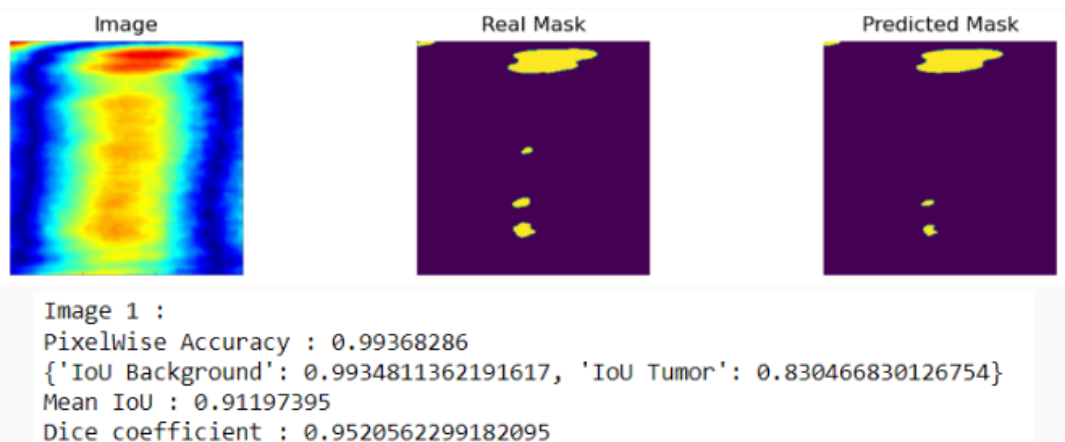 Image Real Mask Predicted Mask
Image 1 :
PixelWise Accuracy : 0.99368286
{'IoU Background': 0.9934811362191617, 'IoU Tumor': 0.830466830126754}
Mean IoU : 0.91197395
Dice coefficient : 0.9520562299182095